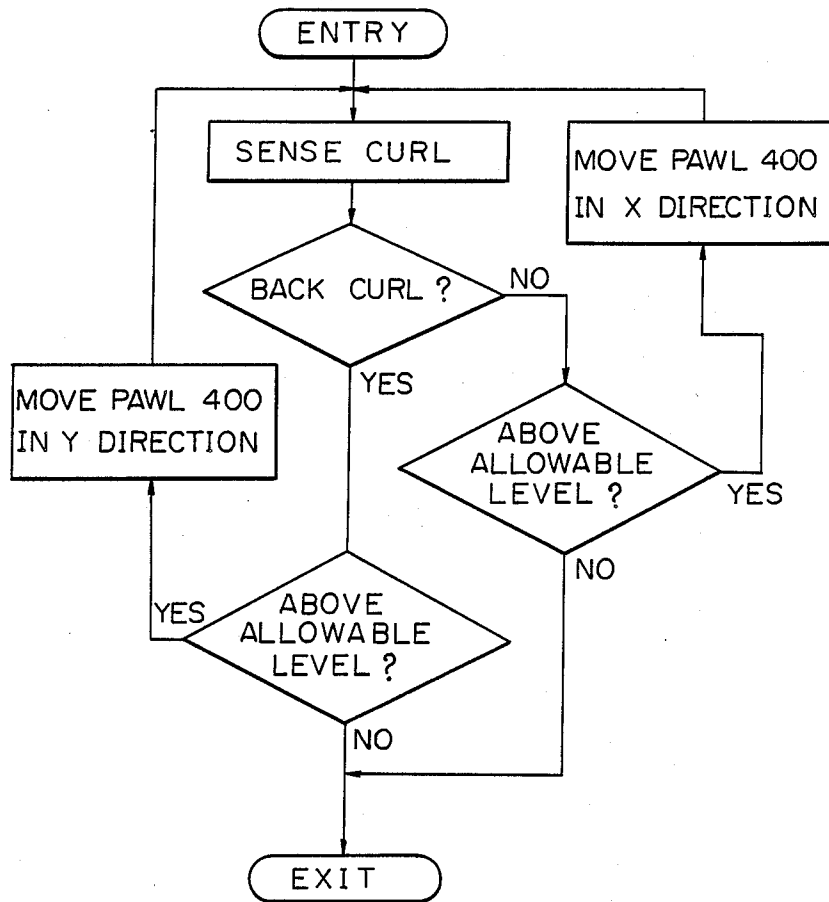 ENTRY
SENSE CURL
MOVE PAWL 400
IN X DIRECTION
BACK CURL ?
NO
YES
MOVE PAWL 400
IN Y DIRECTION
ABOVE
ALLOWABLE
LEVEL ?
YES
NO
YES
ABOVE
ALLOWABLE
LEVEL ?
NO
EXIT